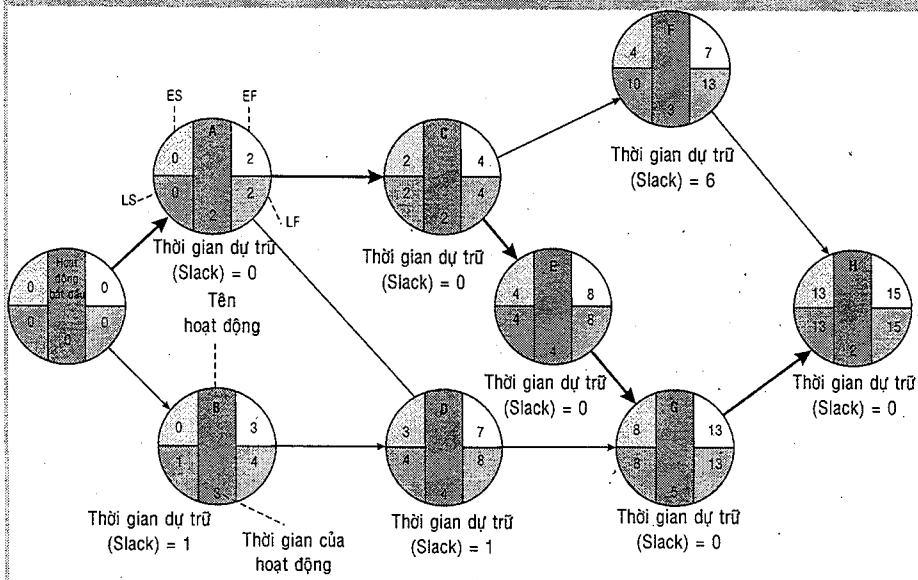 F
4 7
10 13
3
Thời gian dự trữ
(Slack) = 6
ES EF
A
0 2
0 2
2
LS
LF
Thời gian dự trữ
(Slack) = 0
C
2 4
2 4
2
Thời gian dự trữ
(Slack) = 0
Hoạt
động
bắt đầu
0 0
0 0
0
Tên
hoạt động
E
4 8
4 8
4
Thời gian dự trữ
(Slack) = 0
H
13 15
13 15
2
Thời gian dự trữ
(Slack) = 0
B
0 3
1 4
3
Thời gian dự trữ
(Slack) = 1
Thời gian của
hoạt động
D
3 7
4 8
4
Thời gian dự trữ
(Slack) = 1
G
8 13
8 13
Thời gian dự trữ
(Slack) = 0